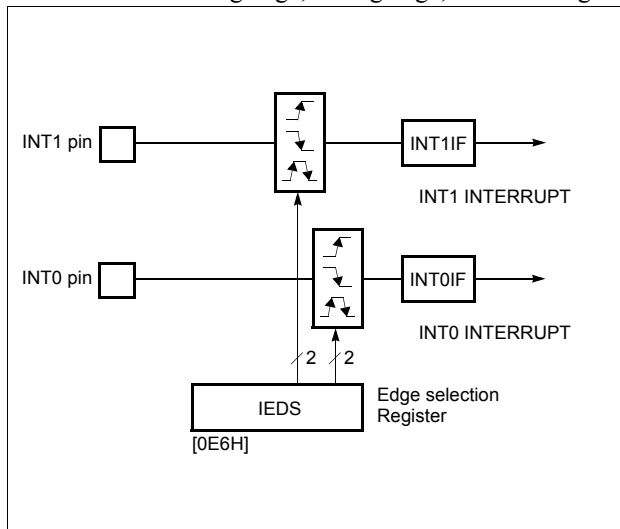 INT1 pin
INT1IF
INT1 INTERRUPT
INT0 pin
INT0IF
INT0 INTERRUPT
2
2
IEDS
Edge selection
Register
[0E6H]